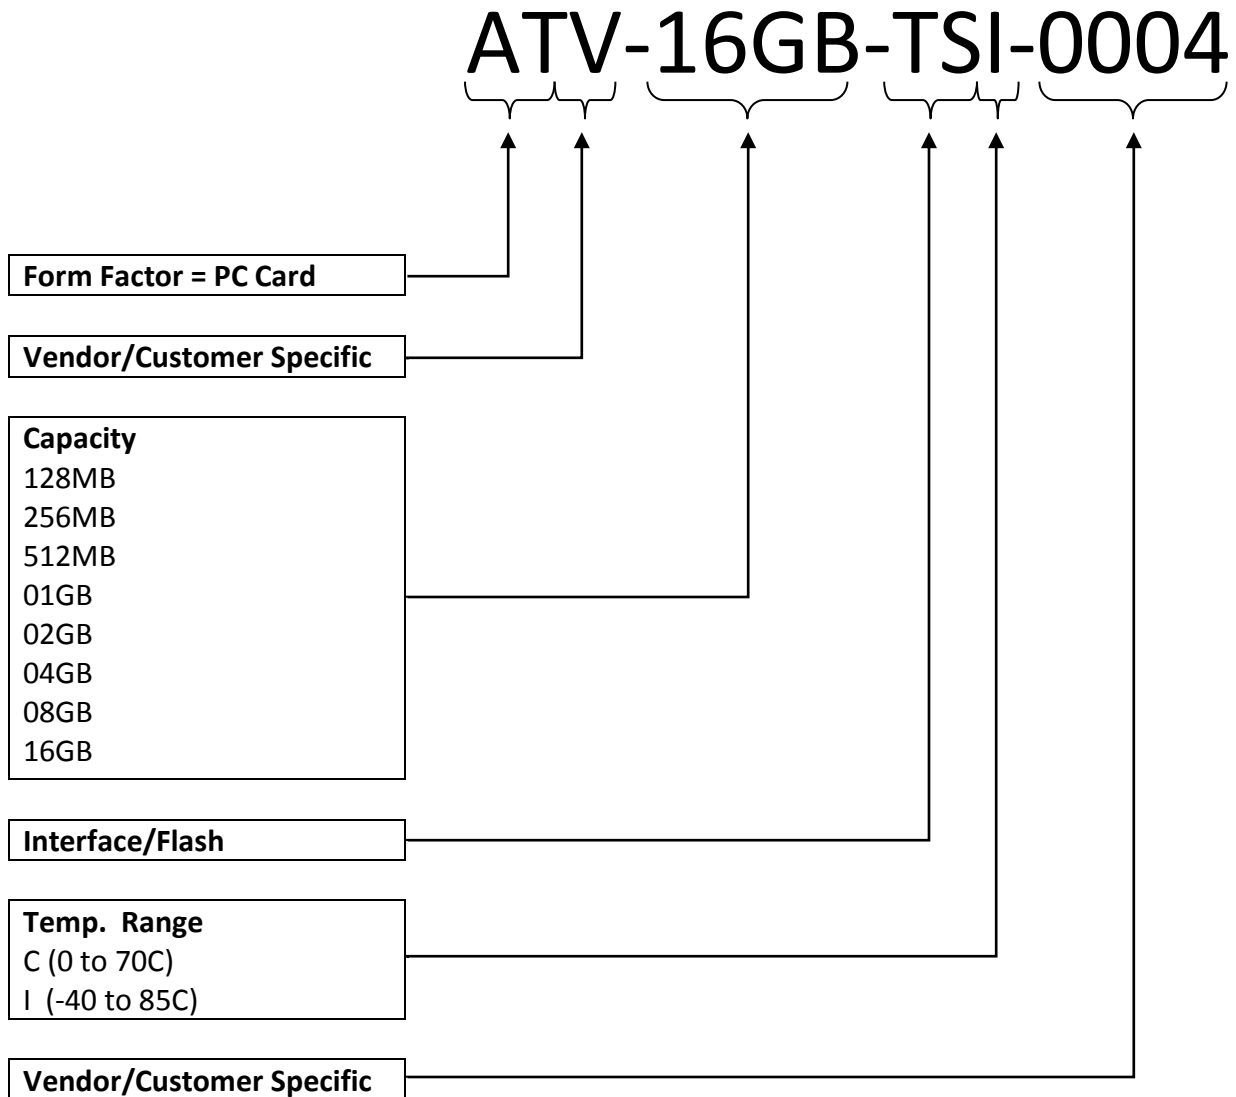 ATV-16GB-TSI-0004
Form Factor = PC Card
Vendor/Customer Specific
Capacity
128MB
256MB
512MB
01GB
02GB
04GB
08GB
16GB
Interface/Flash
Temp. Range
C (0 to 70C)
I (-40 to 85C)
Vendor/Customer Specific